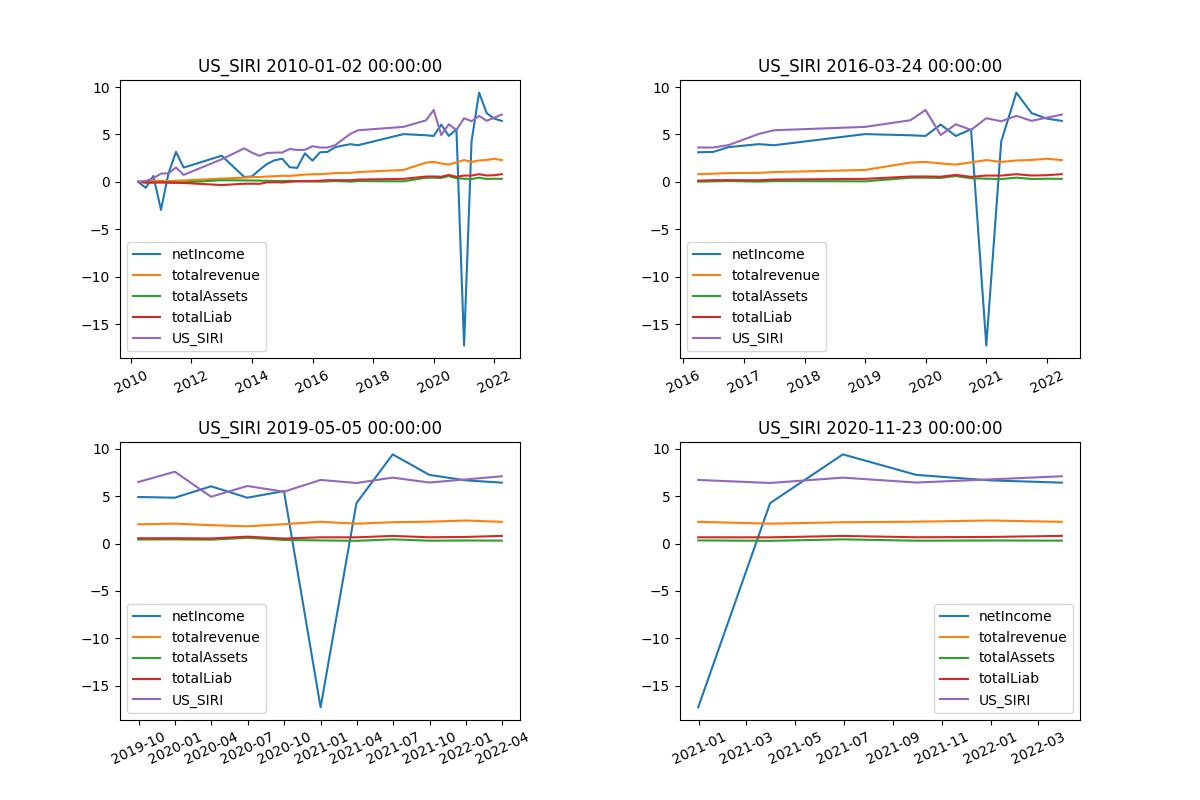 US_SIRI 2010-01-02 00:00:00
10
5
0
−5
−10
−15
netIncome
totalrevenue
totalAssets
totalLiab
US_SIRI
2010 2012 2014 2016 2018 2020 2022
US_SIRI 2016-03-24 00:00:00
10
5
0
−5
−10
−15
netIncome
totalrevenue
totalAssets
totalLiab
US_SIRI
2016 2017 2018 2019 2020 2021 2022
US_SIRI 2019-05-05 00:00:00
10
5
0
−5
−10
−15
netIncome
totalrevenue
totalAssets
totalLiab
US_SIRI
2019-10 2020-01 2020-04 2020-07 2020-10 2021-01 2021-04 2021-07 2021-10 2022-01 2022-04
US_SIRI 2020-11-23 00:00:00
10
5
0
−5
−10
−15
netIncome
totalrevenue
totalAssets
totalLiab
US_SIRI
2021-01 2021-03 2021-05 2021-07 2021-09 2021-11 2022-01 2022-03